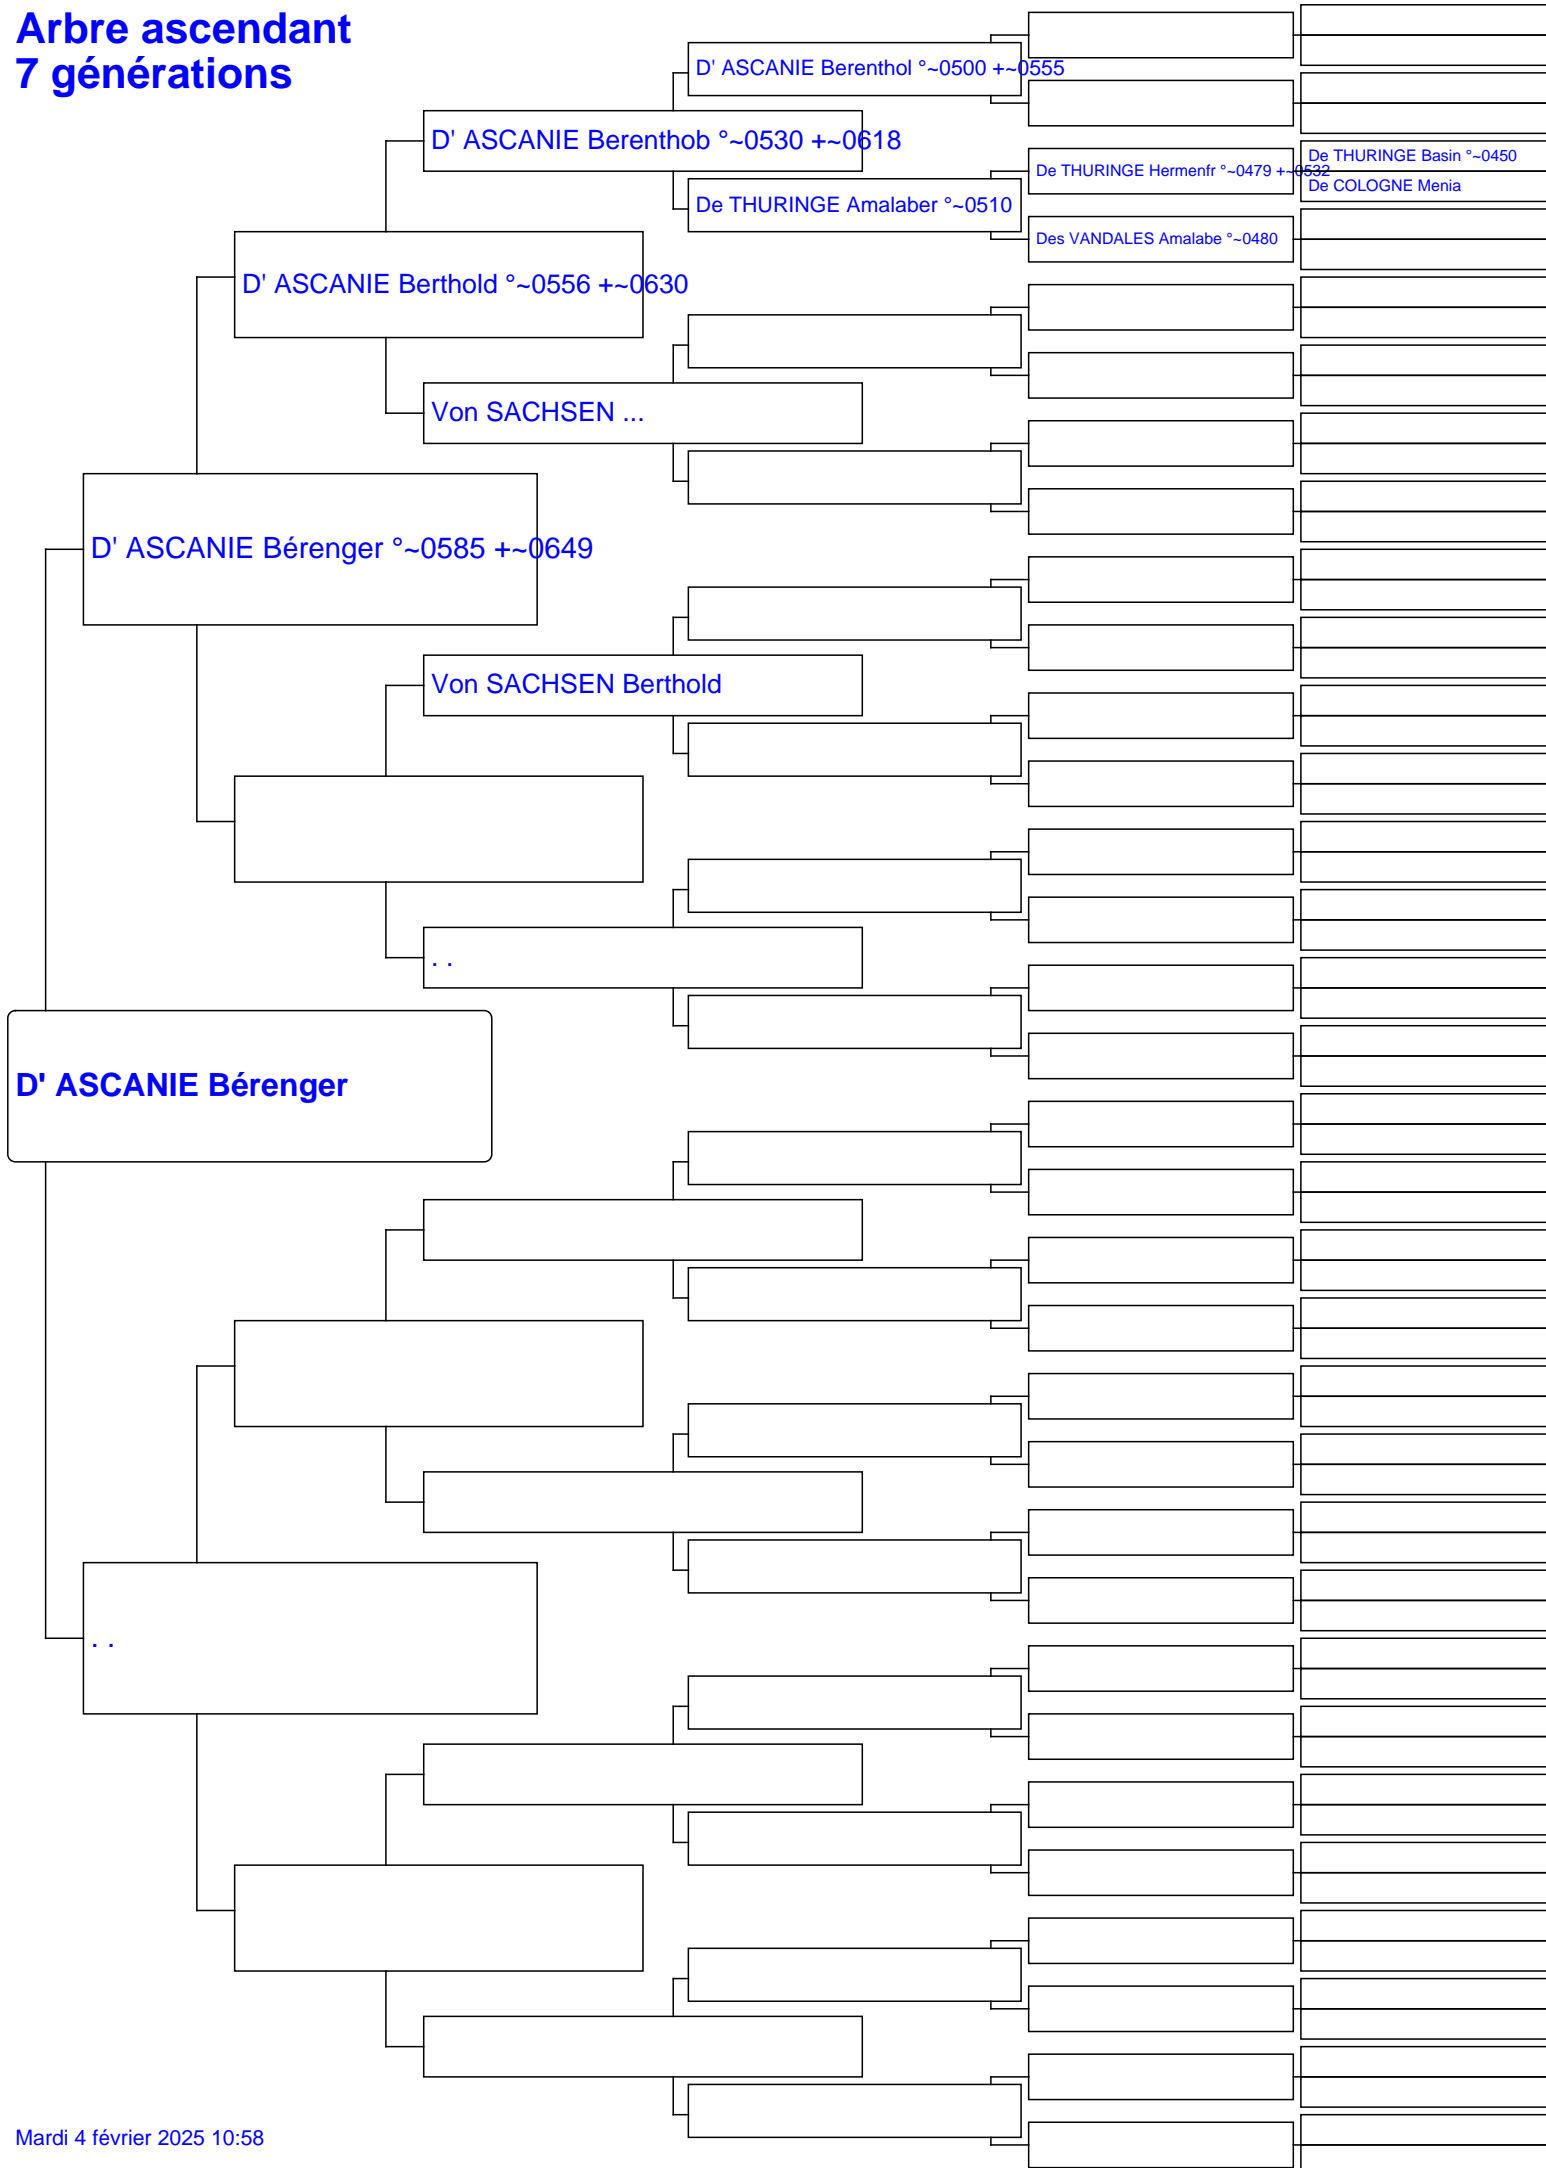 Arbre ascendant
7 générations
D' ASCANIE Berenthol °~0500 +~0555
D' ASCANIE Berenthob °~0530 +~0618
De THURINGE Basin °~0450
De THURINGE Hermenfr °~0479 +~0532
De COLOGNE Menia
De THURINGE Amalaber °~0510
Des VANDALES Amalabe °~0480
D' ASCANIE Berthold °~0556 +~0630
Von SACHSEN ...
D' ASCANIE Bérenger °~0585 +~0649
Von SACHSEN Berthold
. .
D' ASCANIE Bérenger
. .
Mardi 4 février 2025 10:58